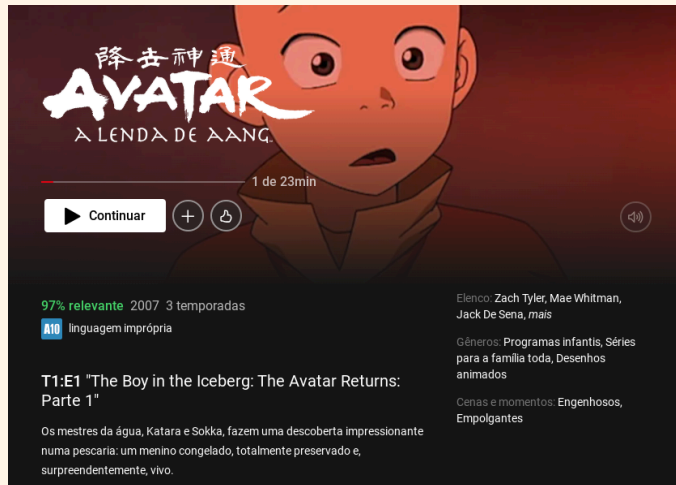 降去神通
AVATAR
A LENDA DE AANG
1 de 23min
Continuar
97% relevante 2007 3 temporadas
A10 linguagem imprópria
T1:E1 "The Boy in the Iceberg: The Avatar Returns:
Parte 1"
Os mestres da água, Katara e Sokka, fazem uma descoberta impressionante
numa pescaria: um menino congelado, totalmente preservado e,
surpreendentemente, vivo.
Elenco: Zach Tyler, Mae Whitman,
Jack De Sena, mais
Gêneros: Programas infantis, Séries
para a família toda, Desenhos
animados
Cenas e momentos: Engenhosos,
Empolgantes